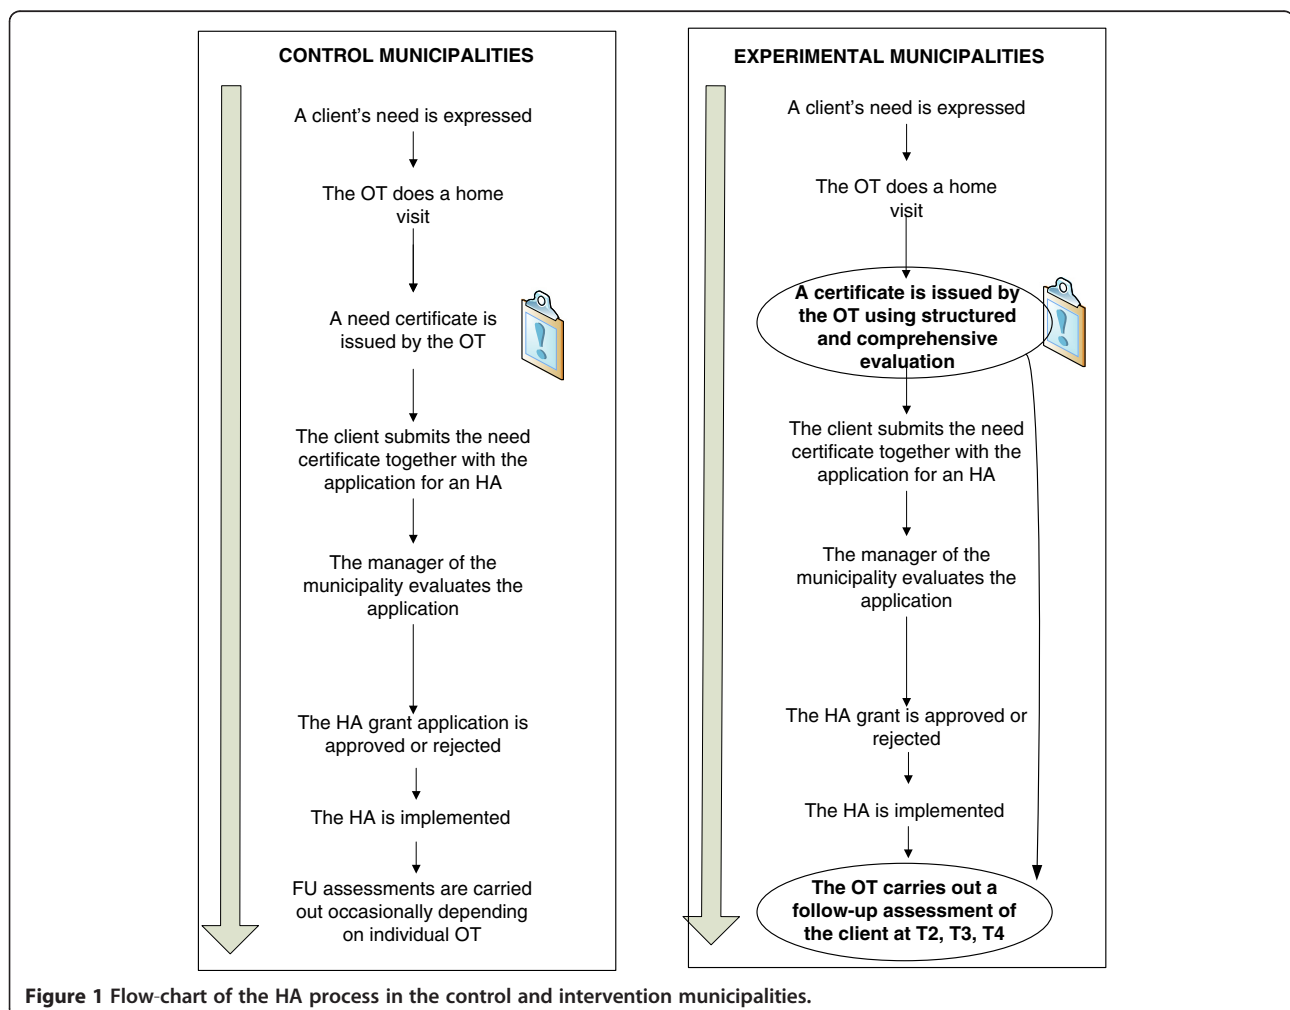 CONTROL MUNICIPALITIES
A client's need is expressed
The OT does a home
visit
A need certificate is
issued by the OT
The client submits the need
certificate together with the
application for an HA
The manager of the
municipality evaluates the
application
The HA grant application is
approved or rejected
The HA is implemented
FU assessments are carried
out occasionally depending
on individual OT
EXPERIMENTAL MUNICIPALITIES
A client's need is expressed
The OT does a home
visit
A certificate is issued by
the OT using structured
and comprehensive
evaluation
The client submits the need
certificate together with the
application for an HA
The manager of the
municipality evaluates the
application
The HA grant is approved or
rejected
The HA is implemented
The OT carries out a
follow-up assessment of
the client at T2, T3, T4
Figure 1 Flow-chart of the HA process in the control and intervention municipalities.